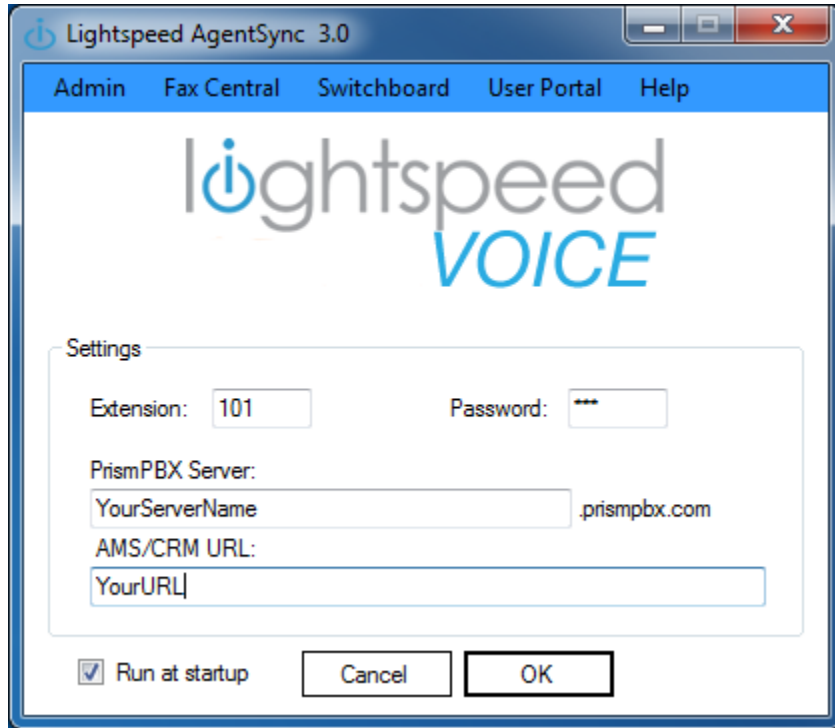 Lightspeed AgentSync 3.0
Admin Fax Central Switchboard User Portal Help
lightspeed
VOICE
Settings
Extension: 101 Password: ***
PrismPBX Server:
YourServerName .prismpbx.com
AMS/CRM URL:
YourURL
Run at startup Cancel OK